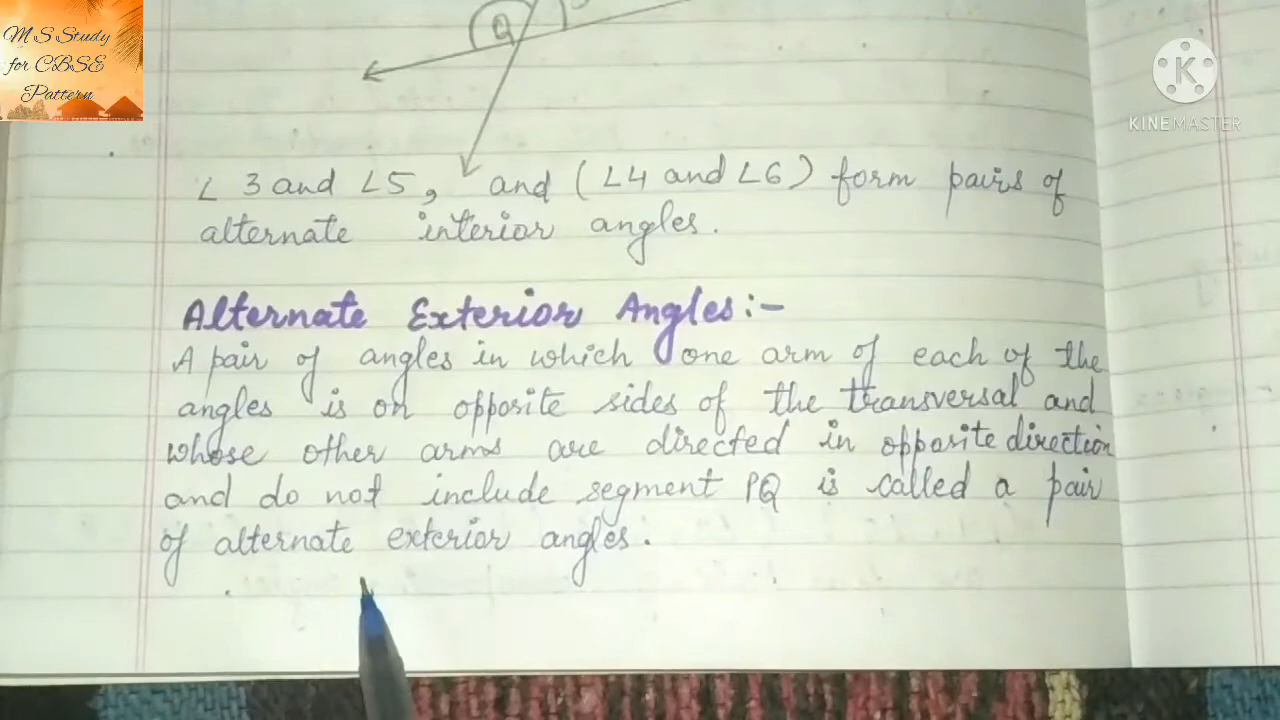 M S Study
for CBSE
Pattern
K
KINEMASTER
Q
∠3 and ∠5, and (∠4 and ∠6) form pairs of
alternate interior angles.
Alternate Exterior Angles:-
A pair of angles in which one arm of each of the
angles is on opposite sides of the transversal and
whose other arms are directed in opposite direction
and do not include segment PQ is called a pair
of alternate exterior angles.